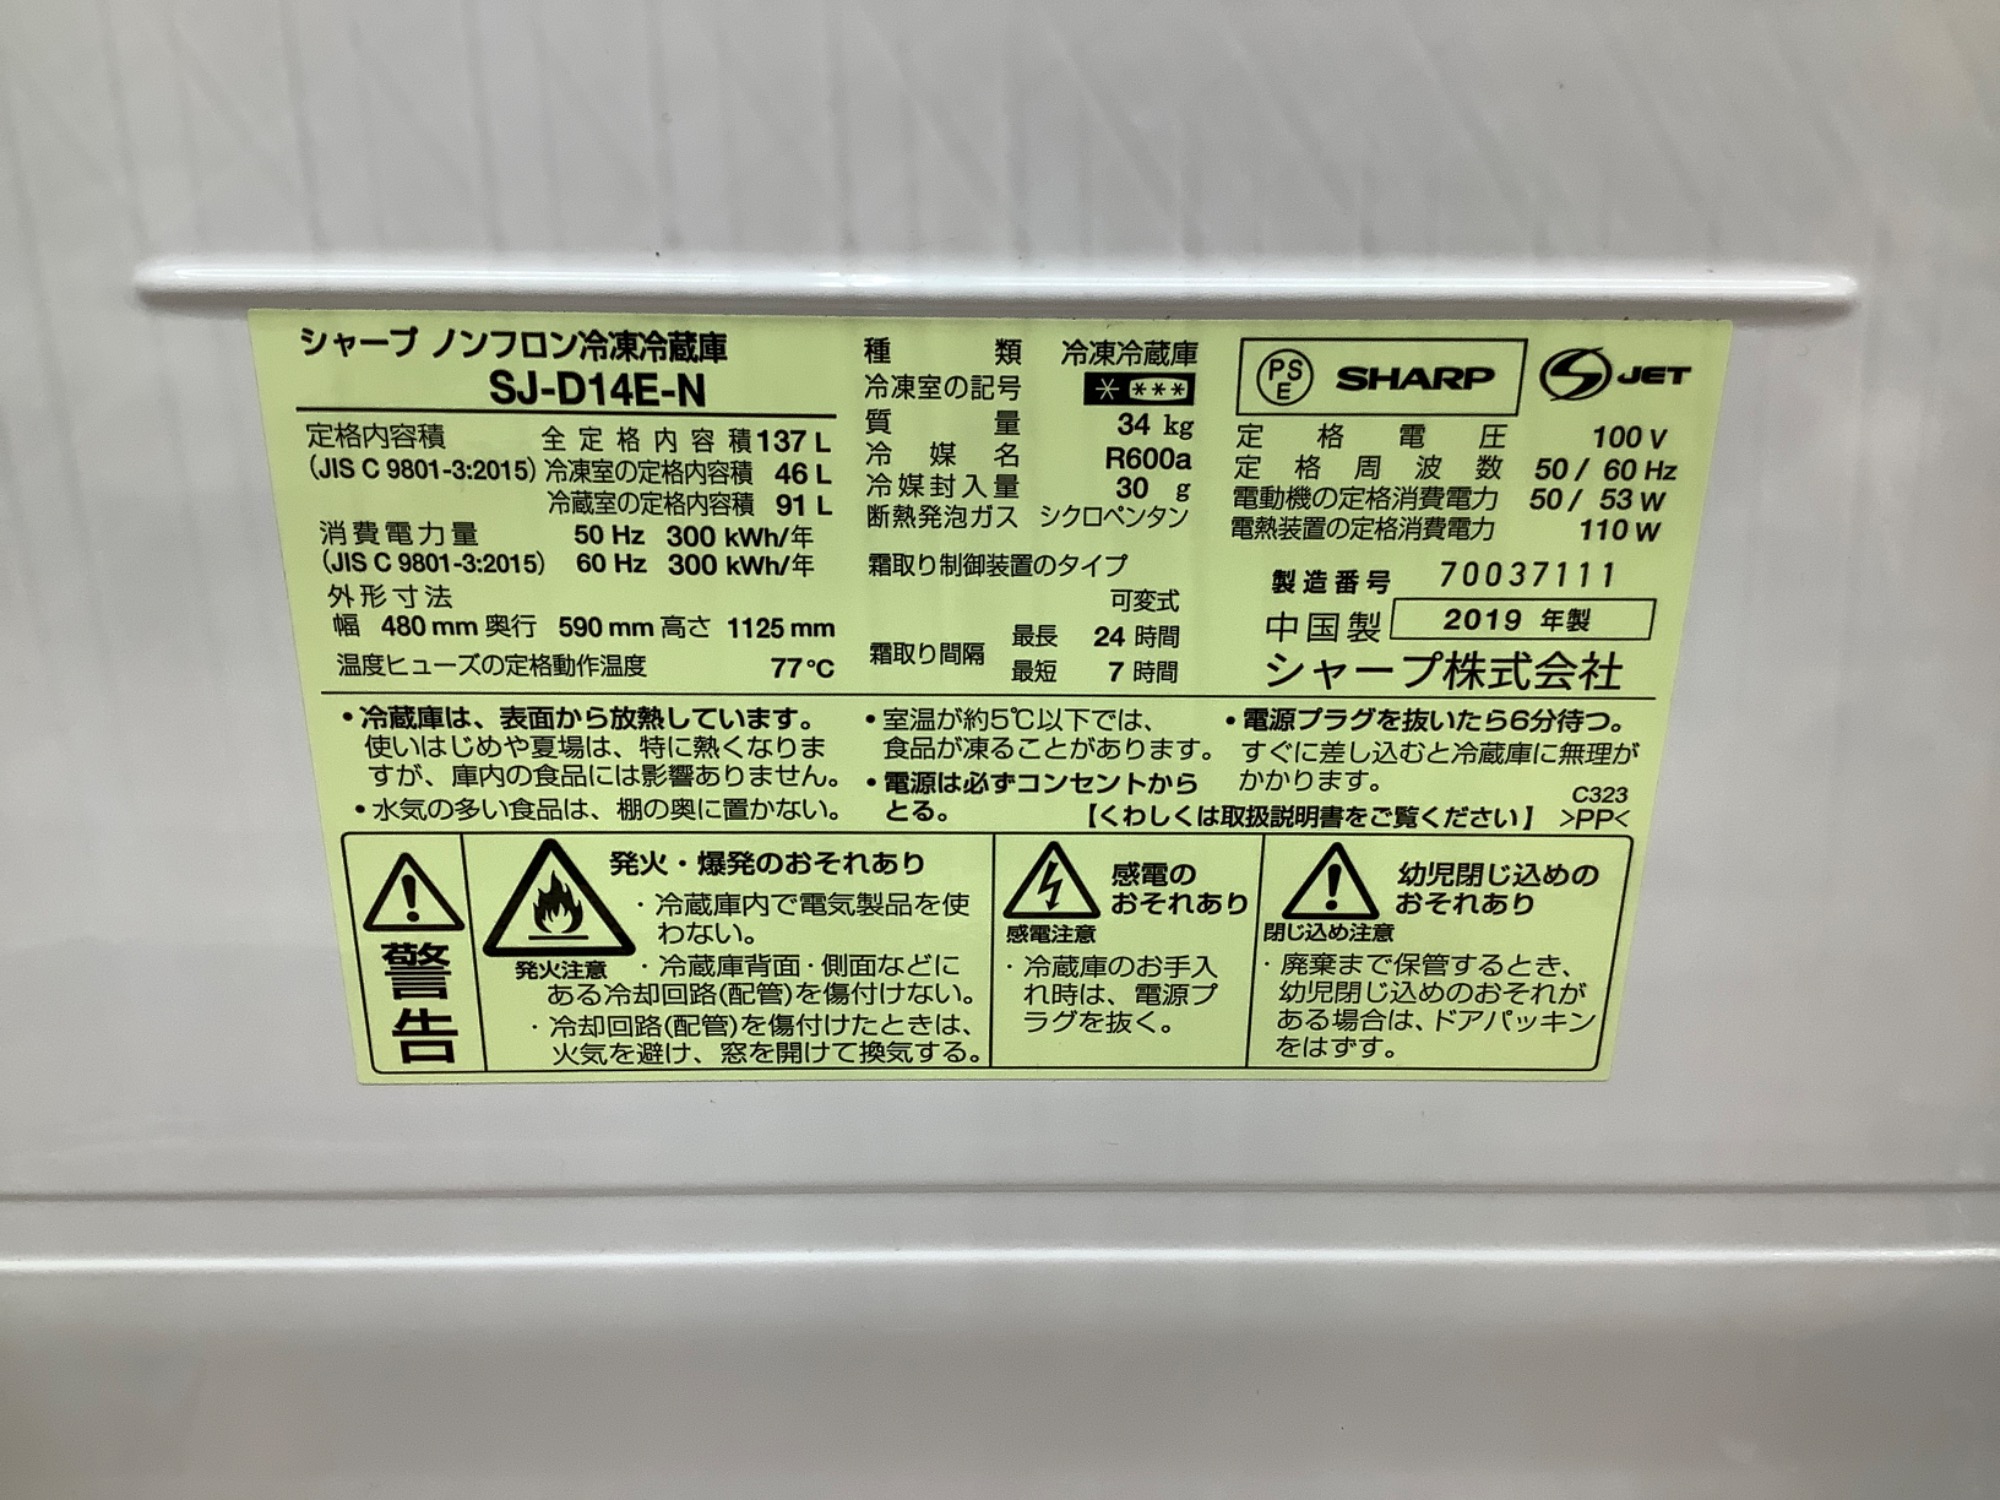 シャープ ノンフロン冷凍冷蔵庫
SJ-D14E-N
定格内容積 全定格内容積 137 L
(JIS C 9801-3:2015) 冷凍室の定格内容積 46 L
冷蔵室の定格内容積 91 L
消費電力量 50 Hz 300 kWh/年
(JIS C 9801-3:2015) 60 Hz 300 kWh/年
外形寸法
幅 480 mm 奥行 590 mm 高さ 1125 mm
温度ヒューズの定格動作温度 77℃
種類 冷凍冷蔵庫
冷凍室の記号 * ***
質量 34 kg
冷媒名 R600a
冷媒封入量 30 g
断熱発泡ガス シクロペンタン
霜取り制御装置のタイプ
可変式
霜取り間隔 最長 24 時間
最短 7 時間
PS E SHARP S JET
定格電圧 100 V
定格周波数 50 / 60 Hz
電動機の定格消費電力 50 / 53 W
電熱装置の定格消費電力 110 W
製造番号 70037111
中国製 2019 年製
シャープ株式会社
・冷蔵庫は、表面から放熱しています。
使いはじめや夏場は、特に熱くなりま
すが、庫内の食品には影響ありません。
・水気の多い食品は、棚の奥に置かない。
・室温が約5℃以下では、
食品が凍ることがあります。
・電源は必ずコンセントから
とる。
・電源プラグを抜いたら6分待つ。
すぐに差し込むと冷蔵庫に無理が
かかります。
【くわしくは取扱説明書をご覧ください】
C323
>PP<
警告
発火・爆発のおそれあり
発火注意
・冷蔵庫内で電気製品を使
わない。
・冷蔵庫背面・側面などに
ある冷却回路(配管)を傷付けない。
・冷却回路(配管)を傷付けたときは、
火気を避け、窓を開けて換気する。
感電の
おそれあり
感電注意
・冷蔵庫のお手入
れ時は、電源プ
ラグを抜く。
幼児閉じ込めの
おそれあり
閉じ込め注意
・廃棄まで保管するとき、
幼児閉じ込めのおそれが
ある場合は、ドアパッキン
をはずす。